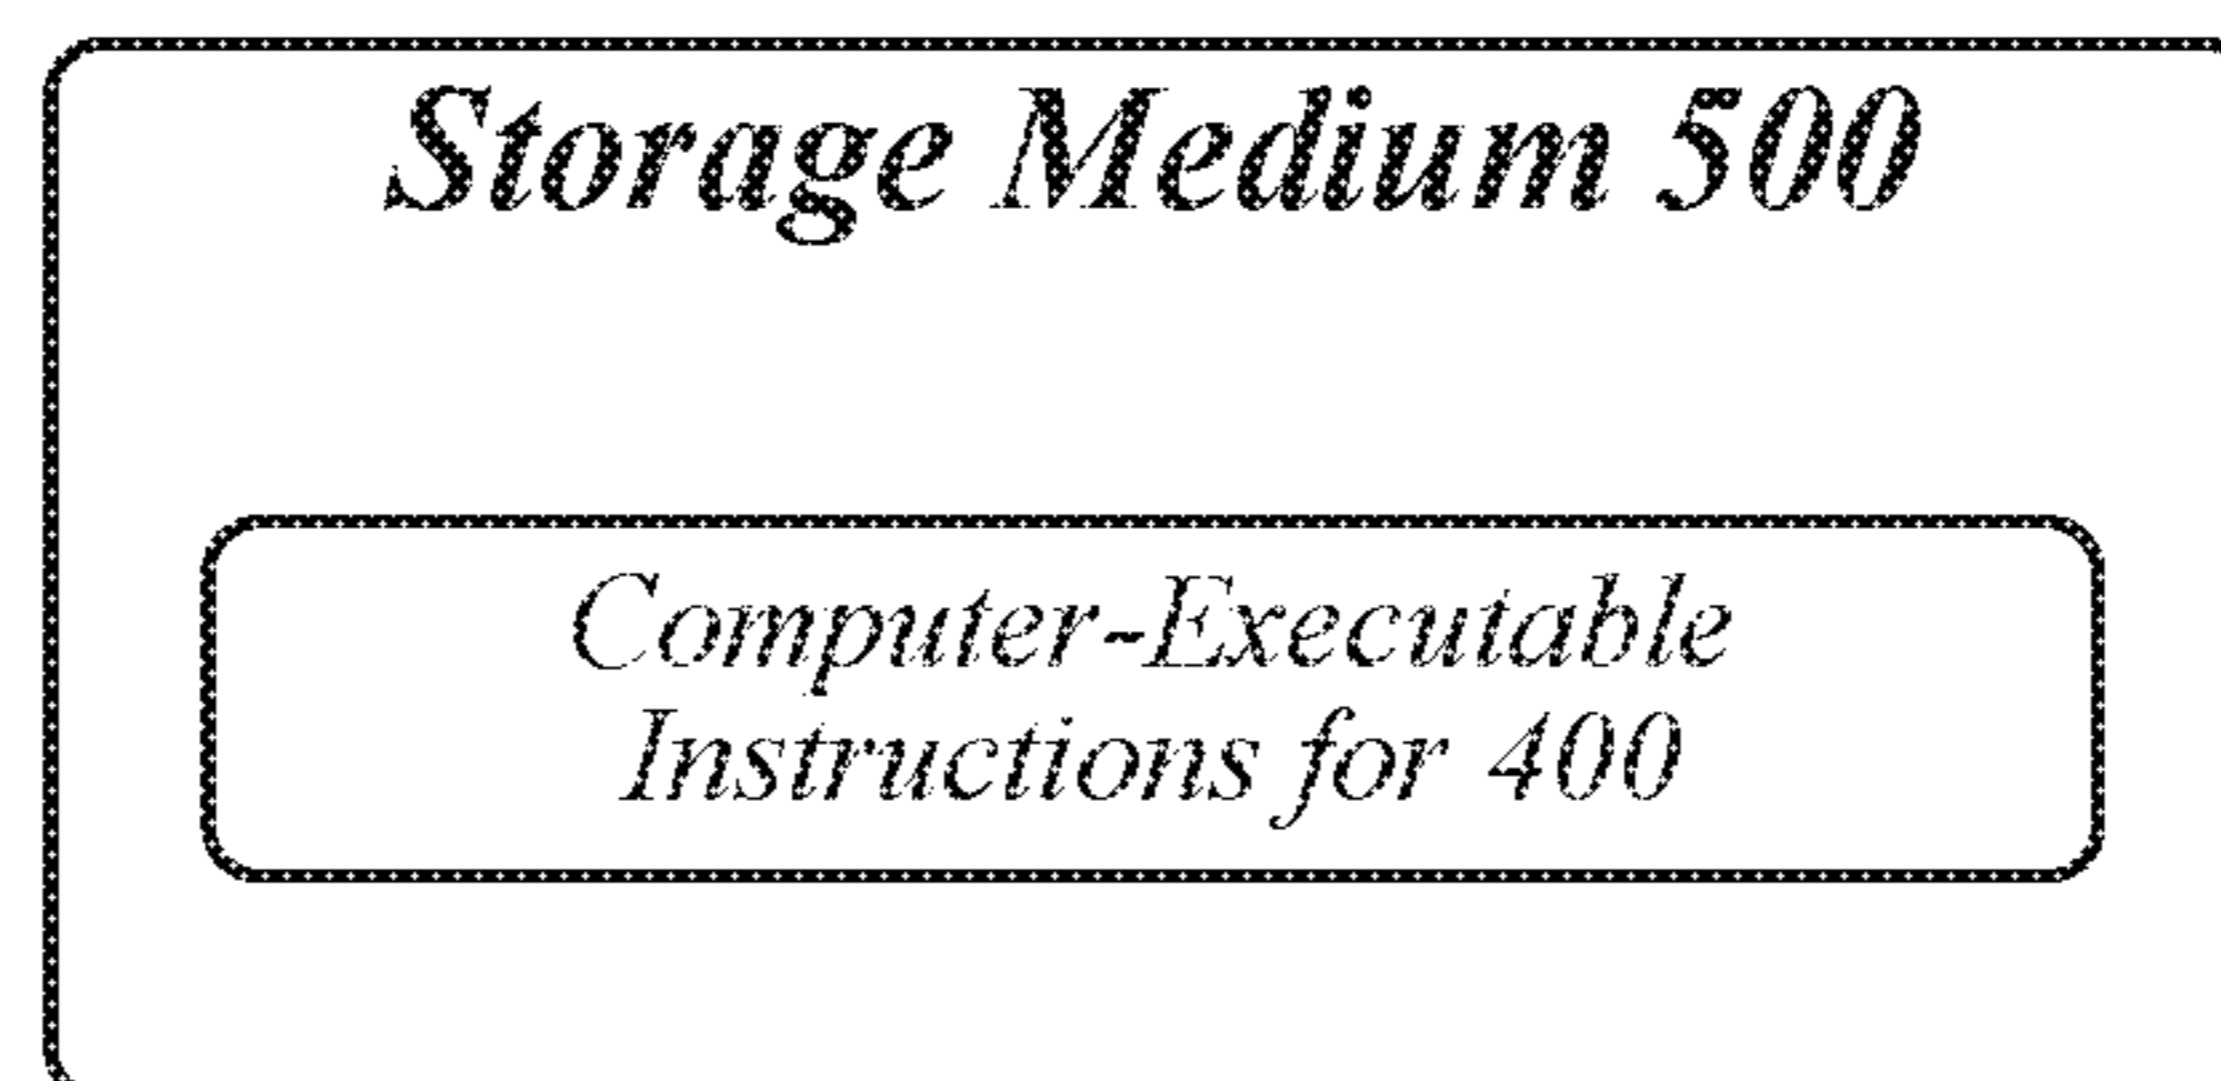 Storage Medium 500
Computer-Executable
Instructions for 400